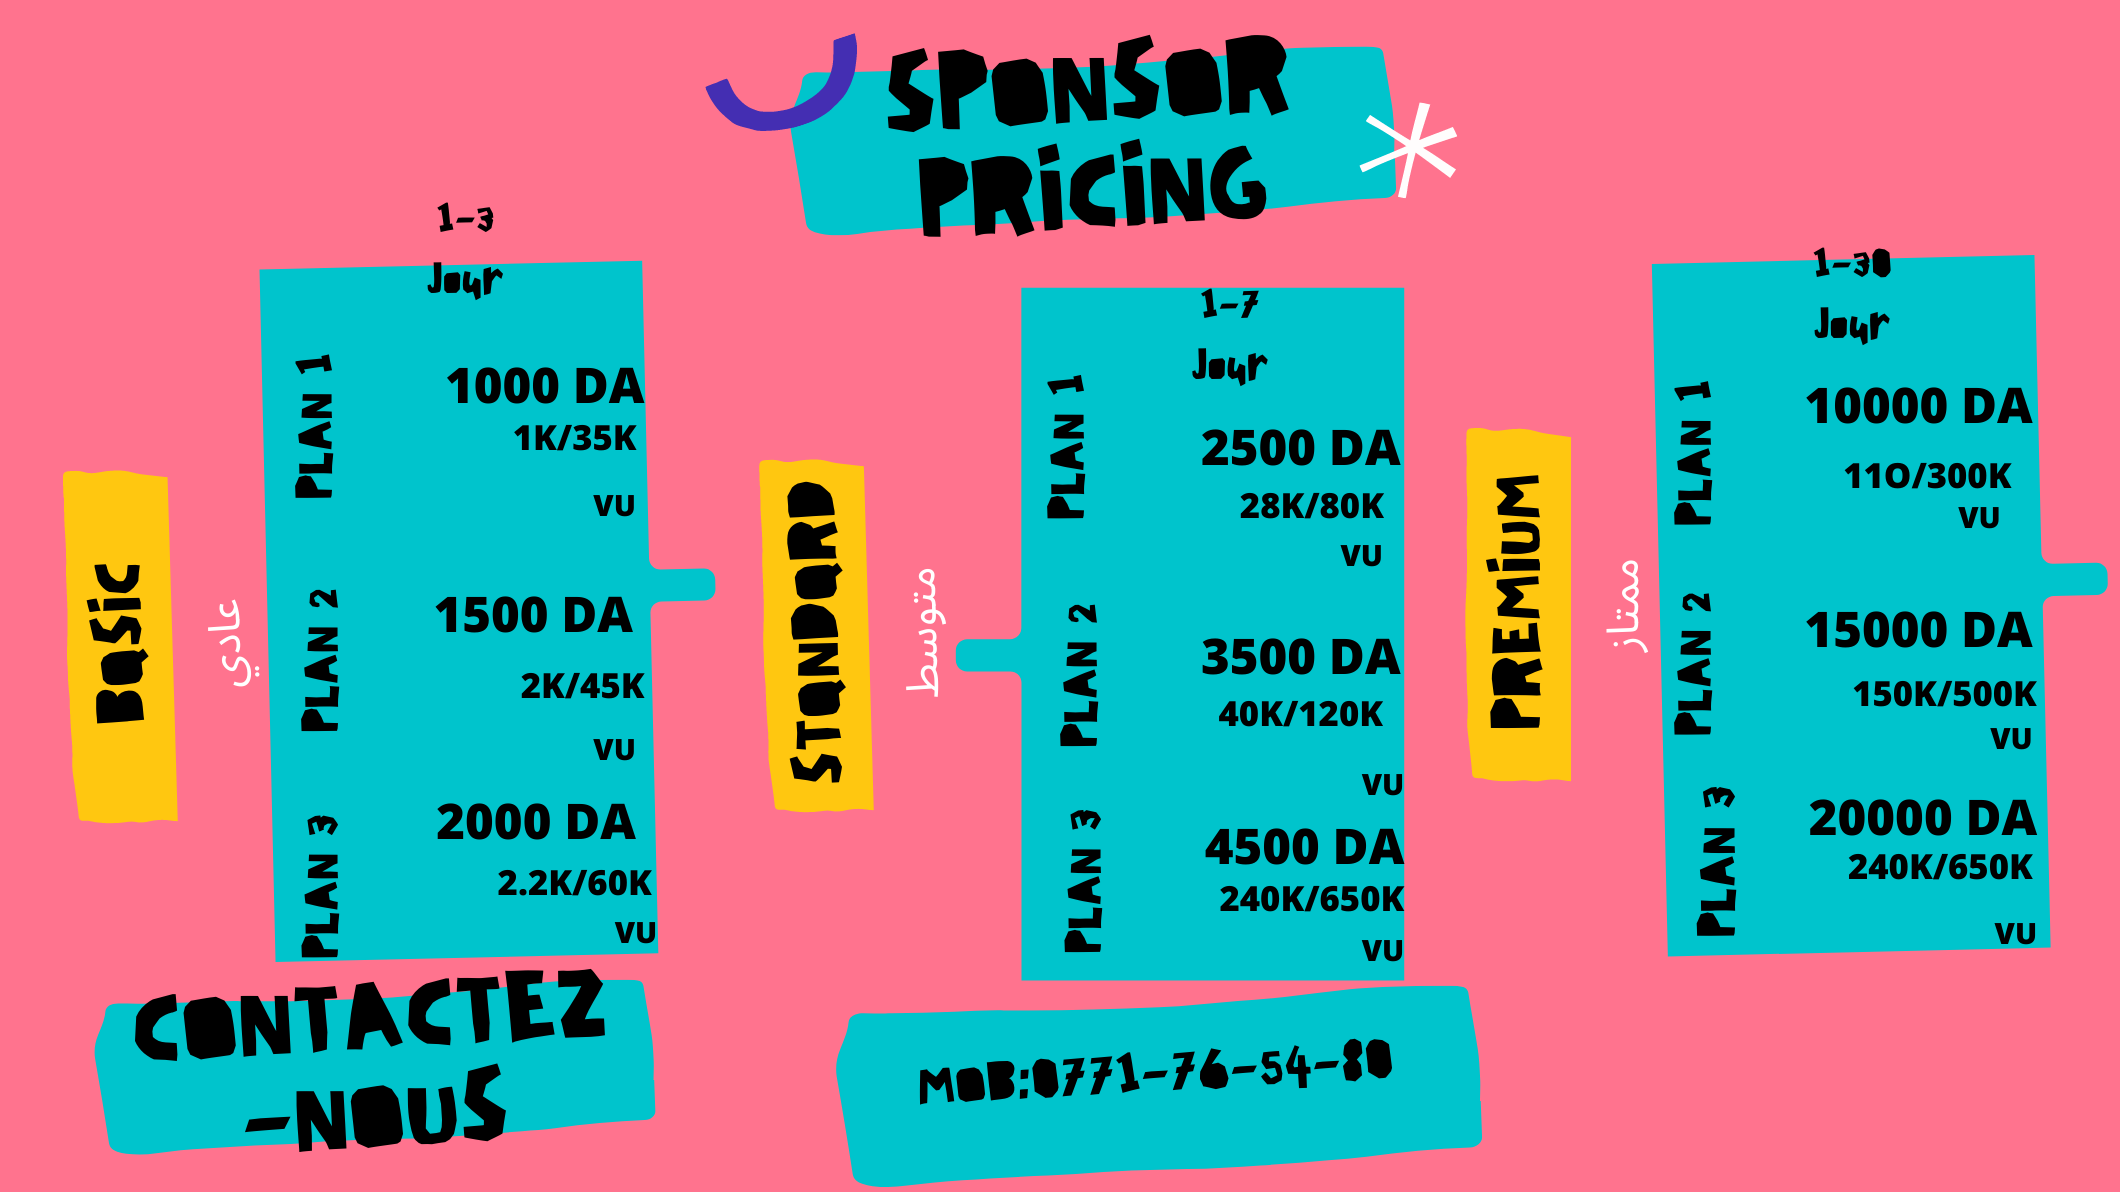 SPONSOR
PRICING
BASIC
عادي
1-3
Jour
PLAN 1
1000 DA
1K/35K
VU
PLAN 2
1500 DA
2K/45K
VU
PLAN 3
2000 DA
2.2K/60K
VU
STANDARD
متوسط
1-7
Jour
PLAN 1
2500 DA
28K/80K
VU
PLAN 2
3500 DA
40K/120K
VU
PLAN 3
4500 DA
240K/650K
VU
PREMIUM
ممتاز
1-30
Jour
PLAN 1
10000 DA
11O/300K
VU
PLAN 2
15000 DA
150K/500K
VU
PLAN 3
20000 DA
240K/650K
VU
CONTACTEZ
-NOUS
MOB:0771-76-54-80